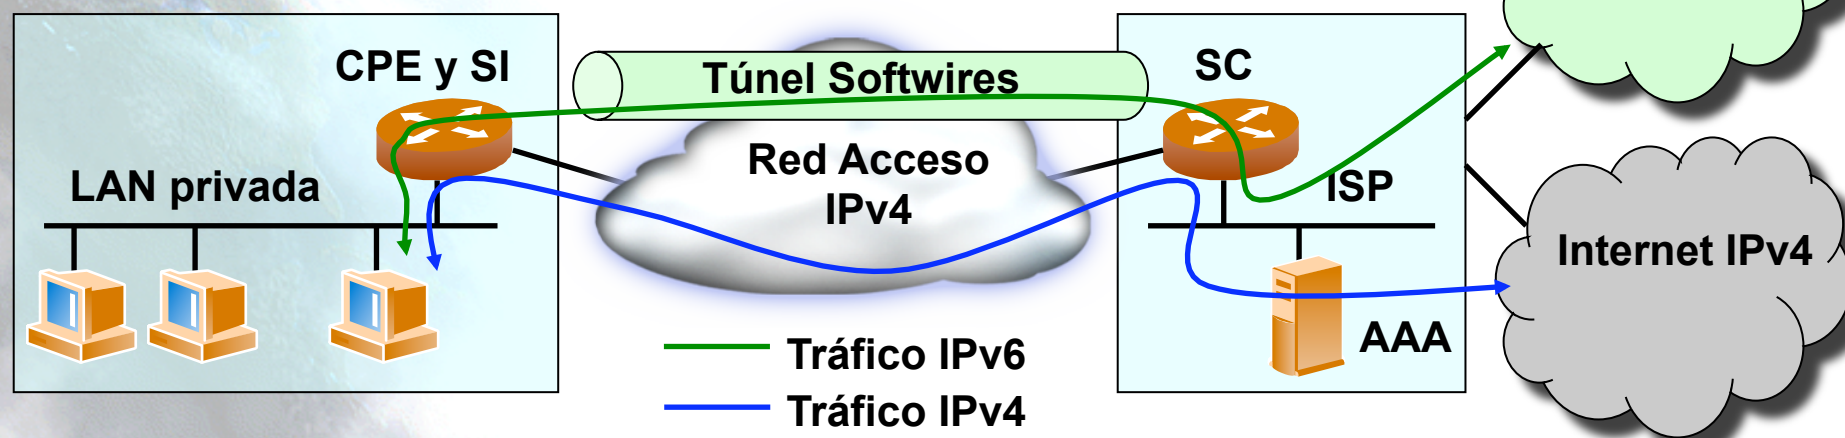 CPE y SI
Túnel Softwires
SC
LAN privada
Red Acceso
IPv4
ISP
Internet IPv4
AAA
Tráfico IPv6
Tráfico IPv4